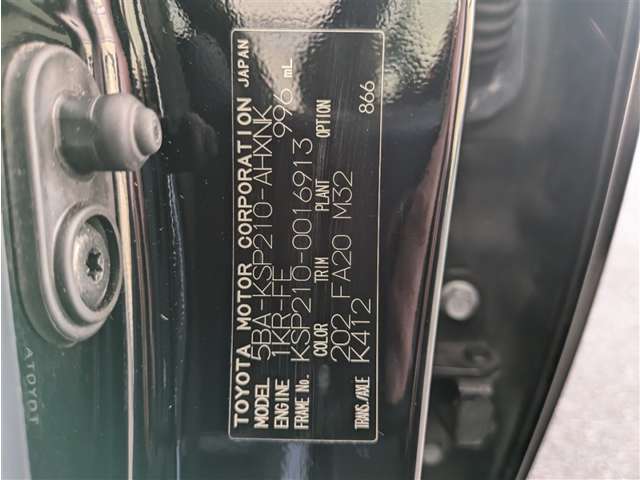 TOYOTA MOTOR CORPORATION JAPAN
MODEL 5BA-KSP210-AHXNK
ENGINE 1KR-FE 996 mL
FRAME No. KSP210-0016913
COLOR TRIM PLANT OPTION
202 FA20 M32 866
TRANS./AXLE K412